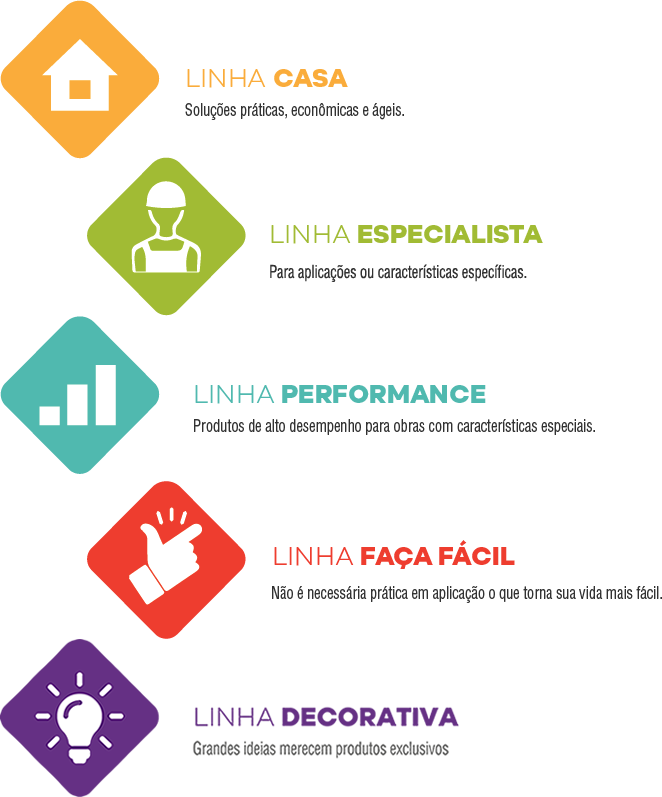 LINHA CASA
Soluções práticas, econômicas e ágeis.
LINHA ESPECIALISTA
Para aplicações ou características específicas.
LINHA PERFORMANCE
Produtos de alto desempenho para obras com características especiais.
LINHA FAÇA FÁCIL
Não é necessária prática em aplicação o que torna sua vida mais fácil.
LINHA DECORATIVA
Grandes ideias merecem produtos exclusivos